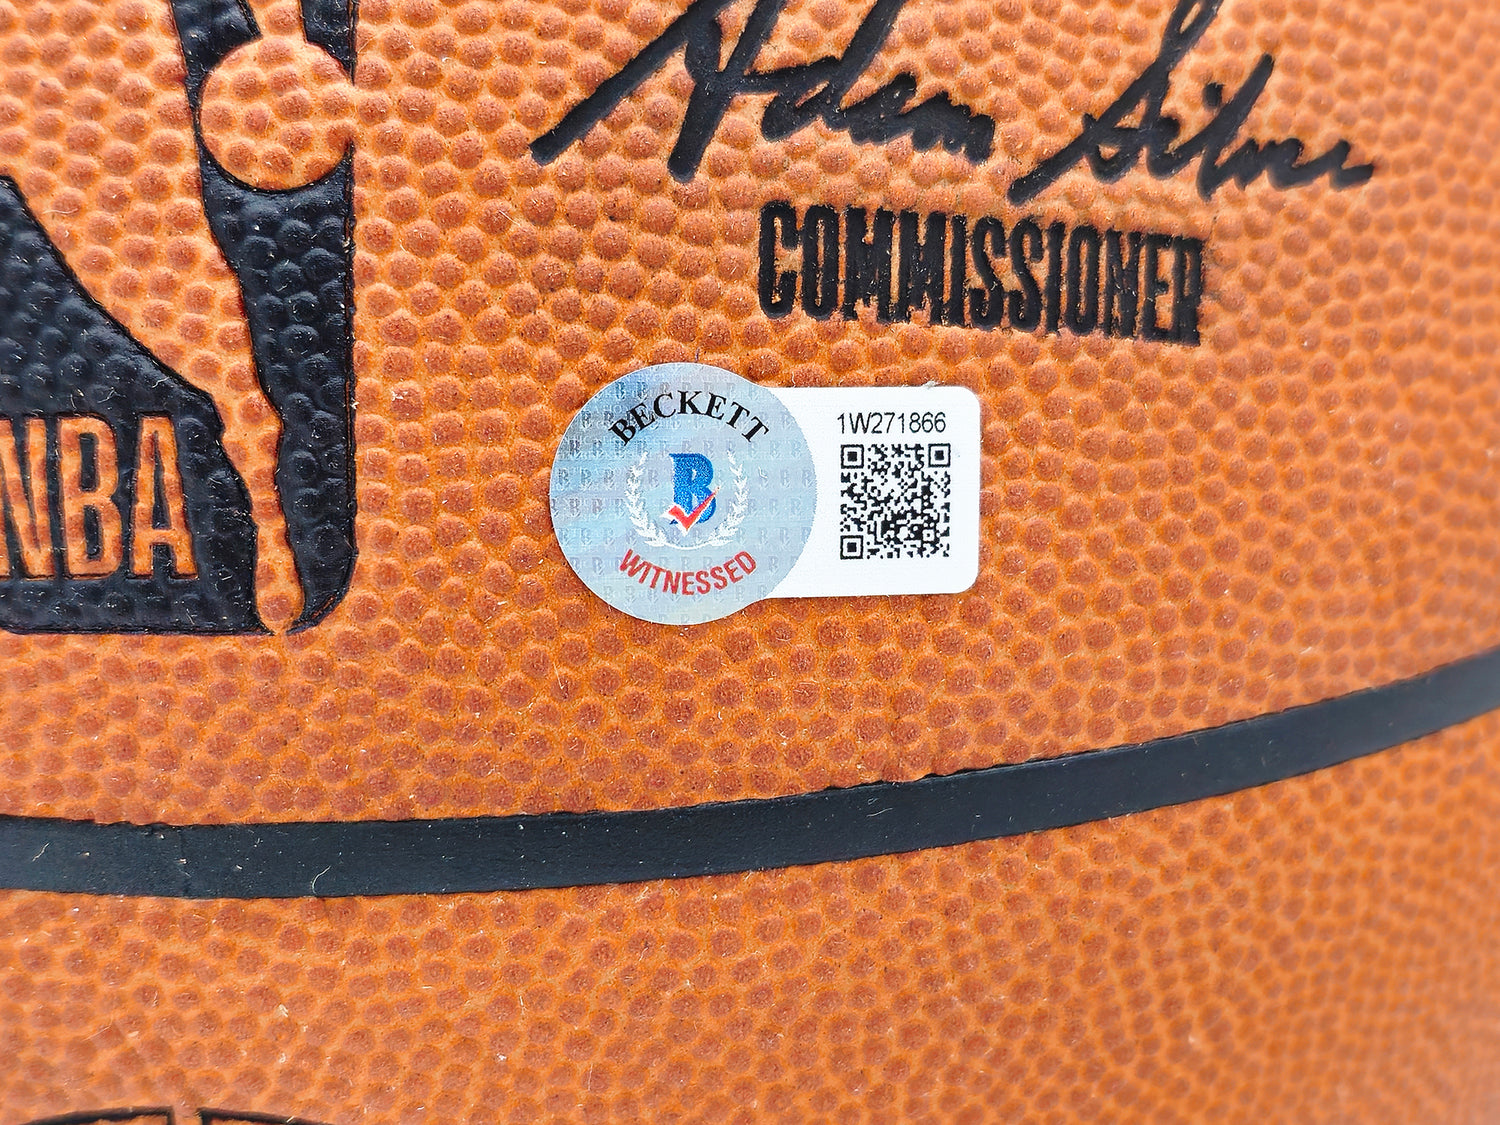 Adam Silver
COMMISSIONER
NBA
BECKETT
B
WITNESSED
1W271866